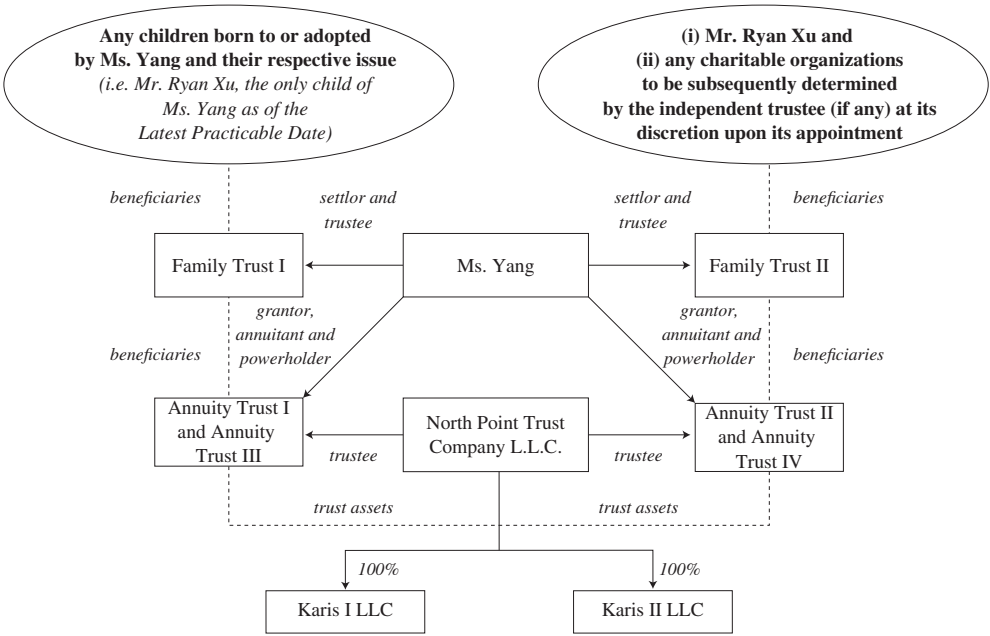 Any children born to or adopted
by Ms. Yang and their respective issue
(i.e. Mr. Ryan Xu, the only child of
Ms. Yang as of the
Latest Practicable Date)
(i) Mr. Ryan Xu and
(ii) any charitable organizations
to be subsequently determined
by the independent trustee (if any) at its
discretion upon its appointment
beneficiaries
settlor and
trustee
settlor and
trustee
beneficiaries
Family Trust I
Ms. Yang
Family Trust II
beneficiaries
grantor,
annuitant and
powerholder
grantor,
annuitant and
powerholder
beneficiaries
Annuity Trust I
and Annuity
Trust III
trustee
North Point Trust
Company L.L.C.
trustee
Annuity Trust II
and Annuity
Trust IV
trust assets
trust assets
100%
100%
Karis I LLC
Karis II LLC